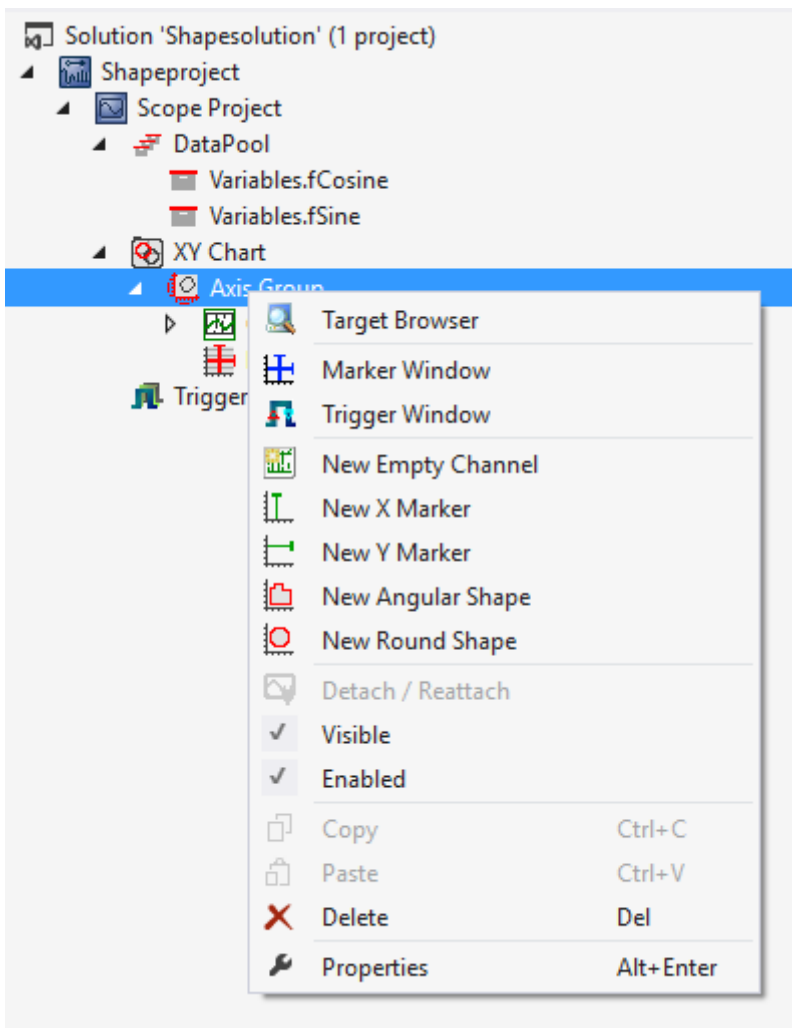 Solution 'Shapesolution' (1 project)
Shapeproject
Scope Project
DataPool
Variables.fCosine
Variables.fSine
XY Chart
Axis Group
Target Browser
Marker Window
Trigger
Trigger Window
New Empty Channel
New X Marker
New Y Marker
New Angular Shape
New Round Shape
Detach / Reattach
Visible
Enabled
Copy Ctrl+C
Paste Ctrl+V
Delete Del
Properties Alt+Enter